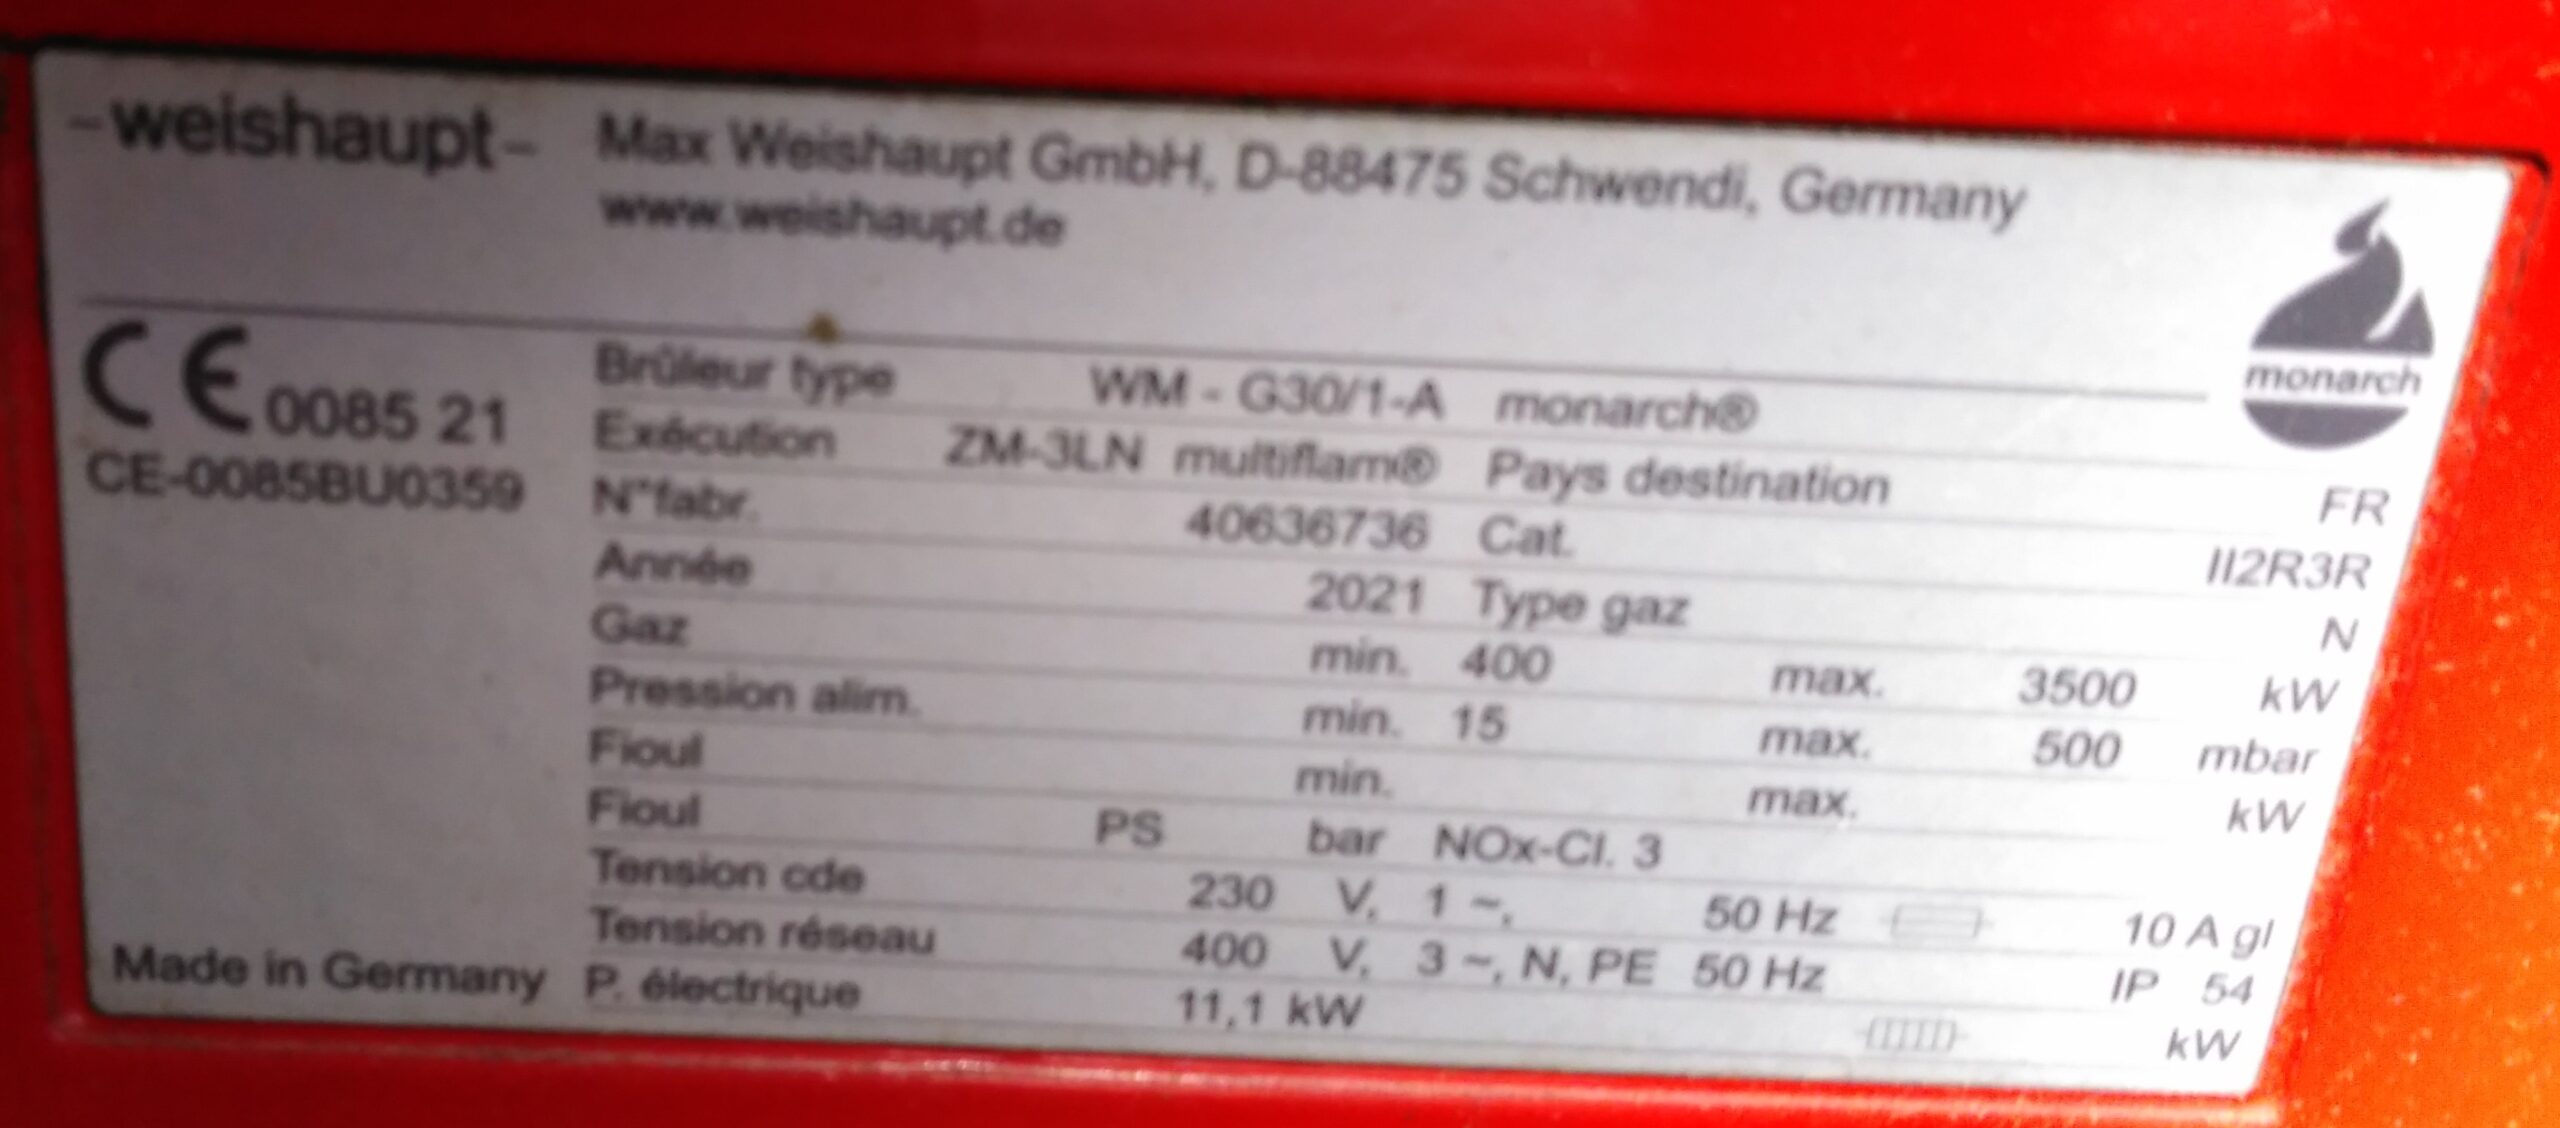 -weishaupt- Max Weishaupt GmbH, D-88475 Schwendi, Germany
www.weishaupt.de
monarch
CE 0085 21
CE-0085BU0359
Brûleur type WM - G30/1-A monarch®
Exécution ZM-3LN multiflam® Pays destination FR
N°fabr. 40636736 Cat. II2R3R
Année 2021 Type gaz N
Gaz min. 400 max. 3500 kW
Pression alim. min. 15 max. 500 mbar
Fioul min. max. kW
Fioul PS bar NOx-Cl. 3
Tension cde 230 V, 1 ~, 50 Hz 10 A gl
Tension réseau 400 V, 3 ~, N, PE 50 Hz IP 54
P. électrique 11,1 kW kW
Made in Germany